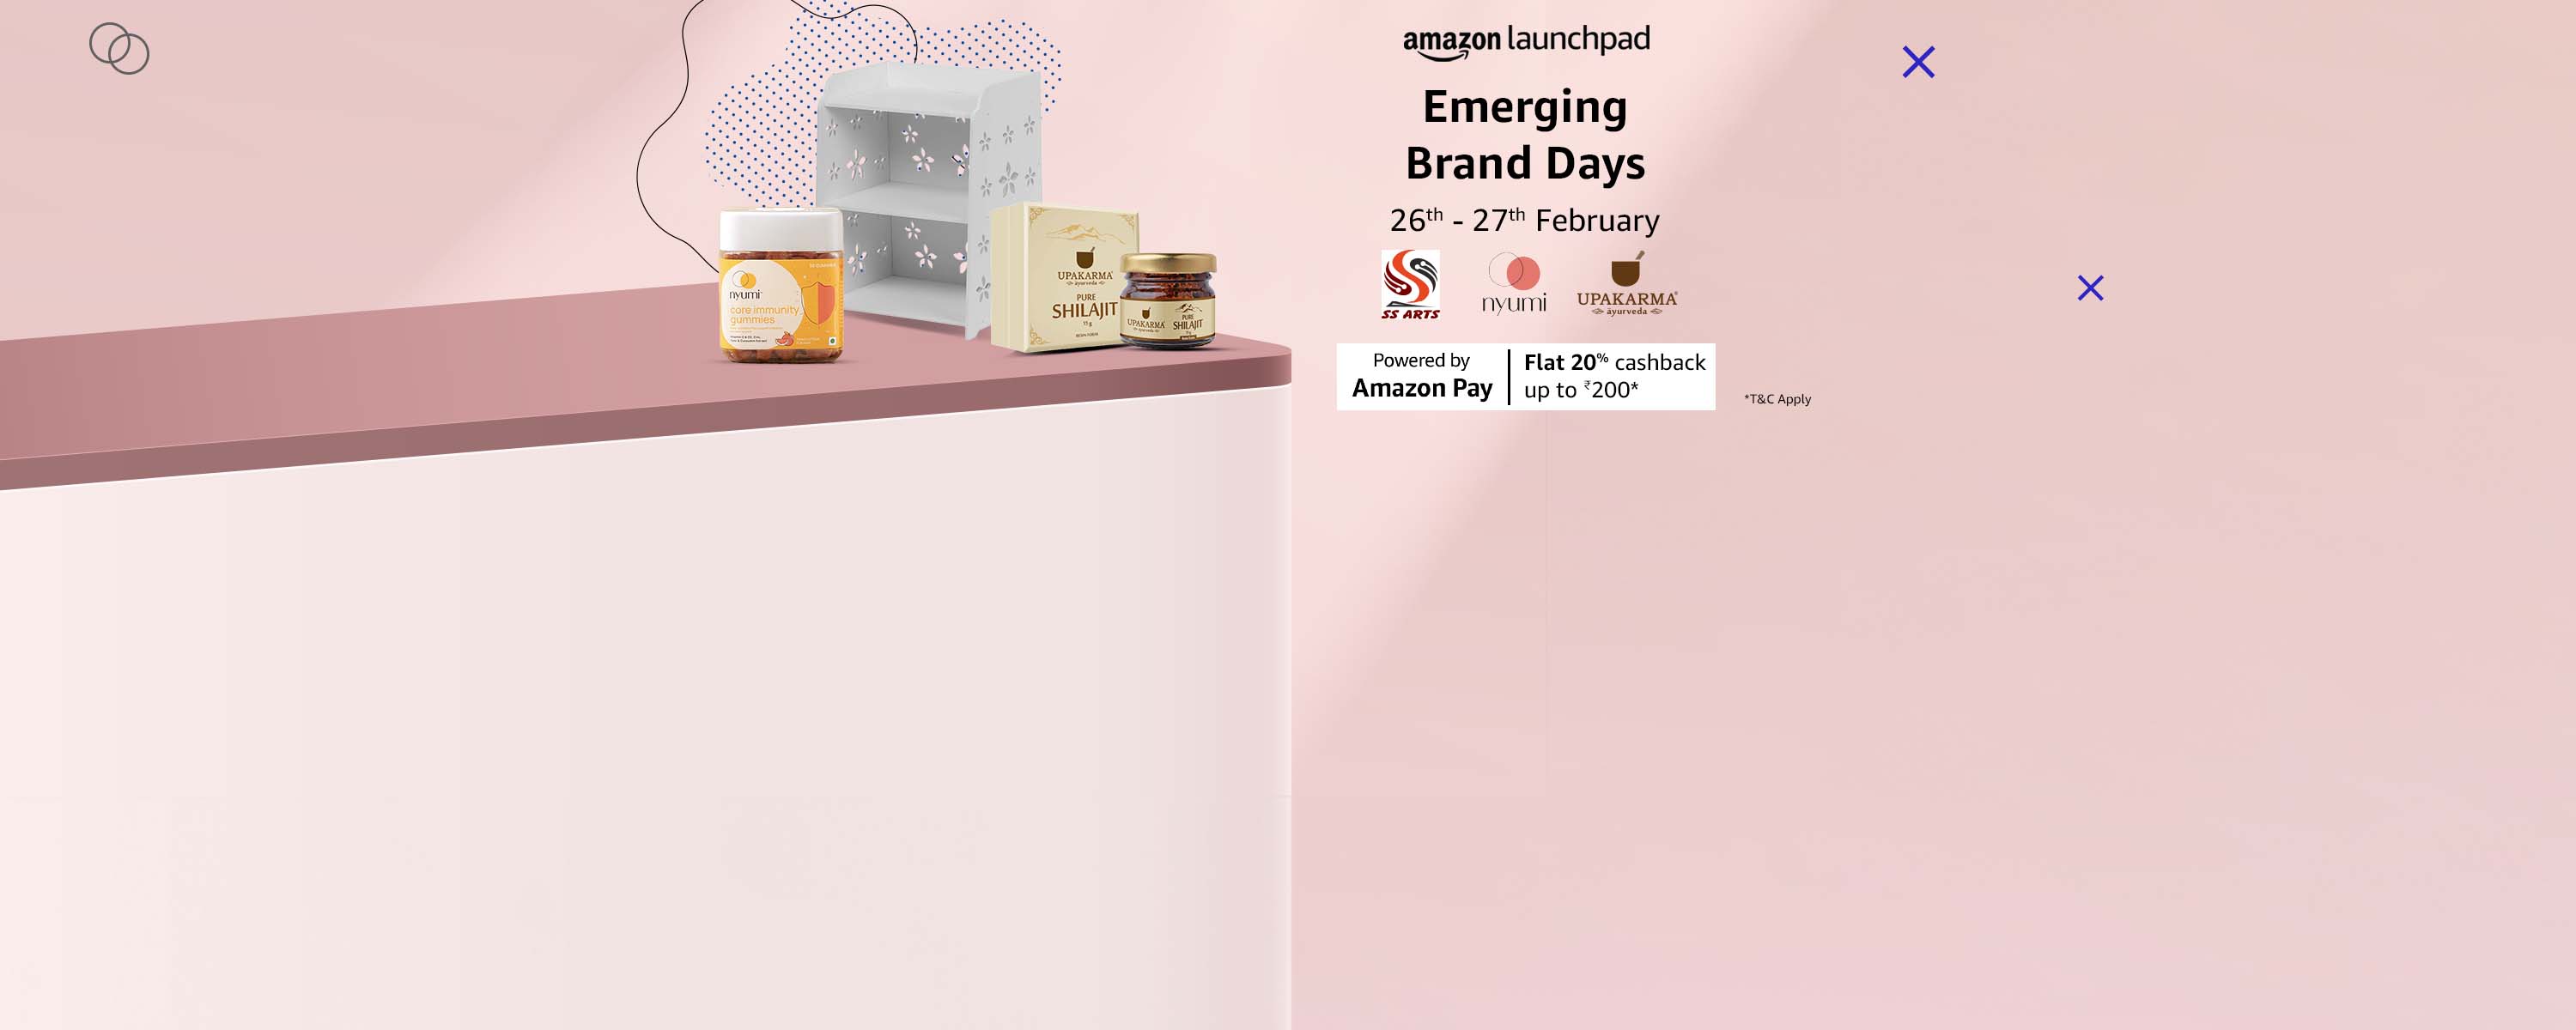 amazon launchpad
Emerging
Brand Days
26th - 27th February
SS ARTS
nyumi
UPAKARMA®
ayurveda
Powered by
Amazon Pay
Flat 20% cashback
up to ₹200*
*T&C Apply
nyumi
core immunity
gummies
UPAKARMA
ayurveda
PURE
SHILAJIT
15 g
UPAKARMA
PURE
SHILAJIT